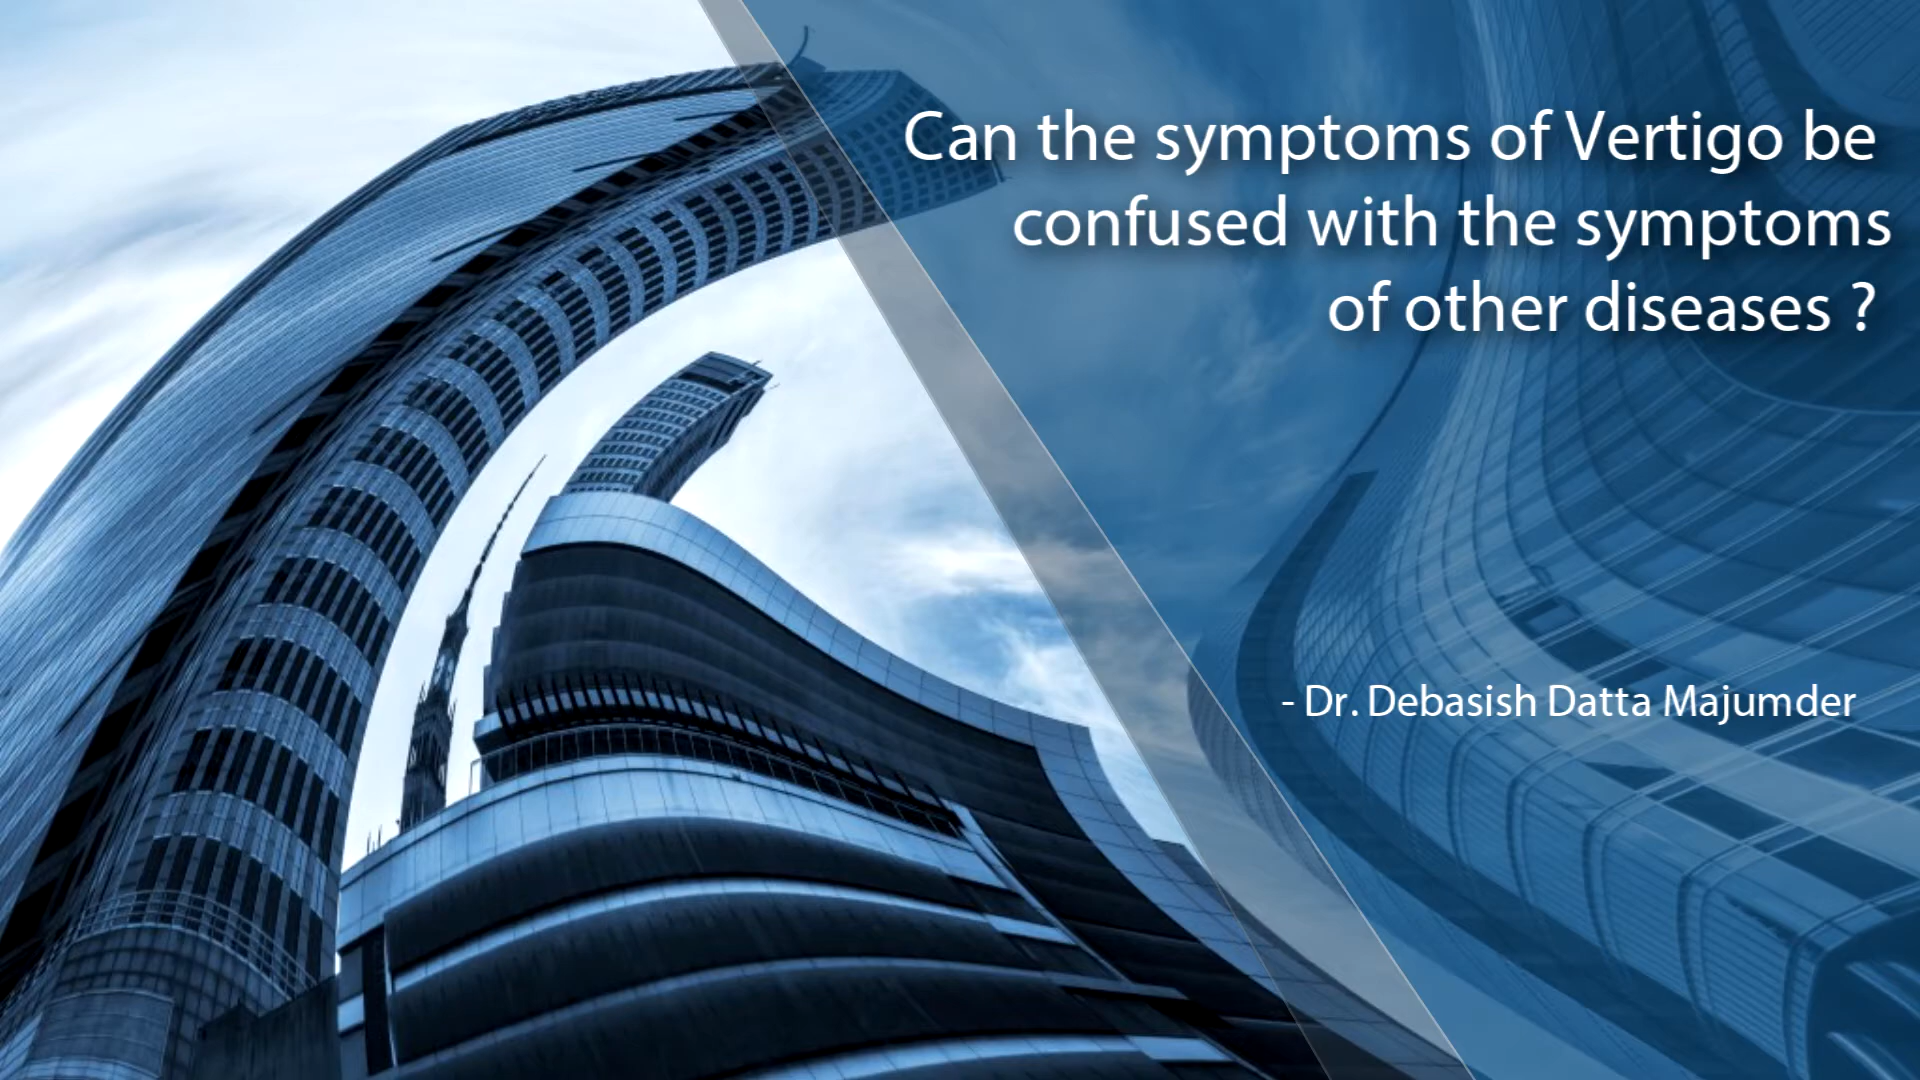 Can the symptoms of Vertigo be
confused with the symptoms
of other diseases ?
- Dr. Debasish Datta Majumder